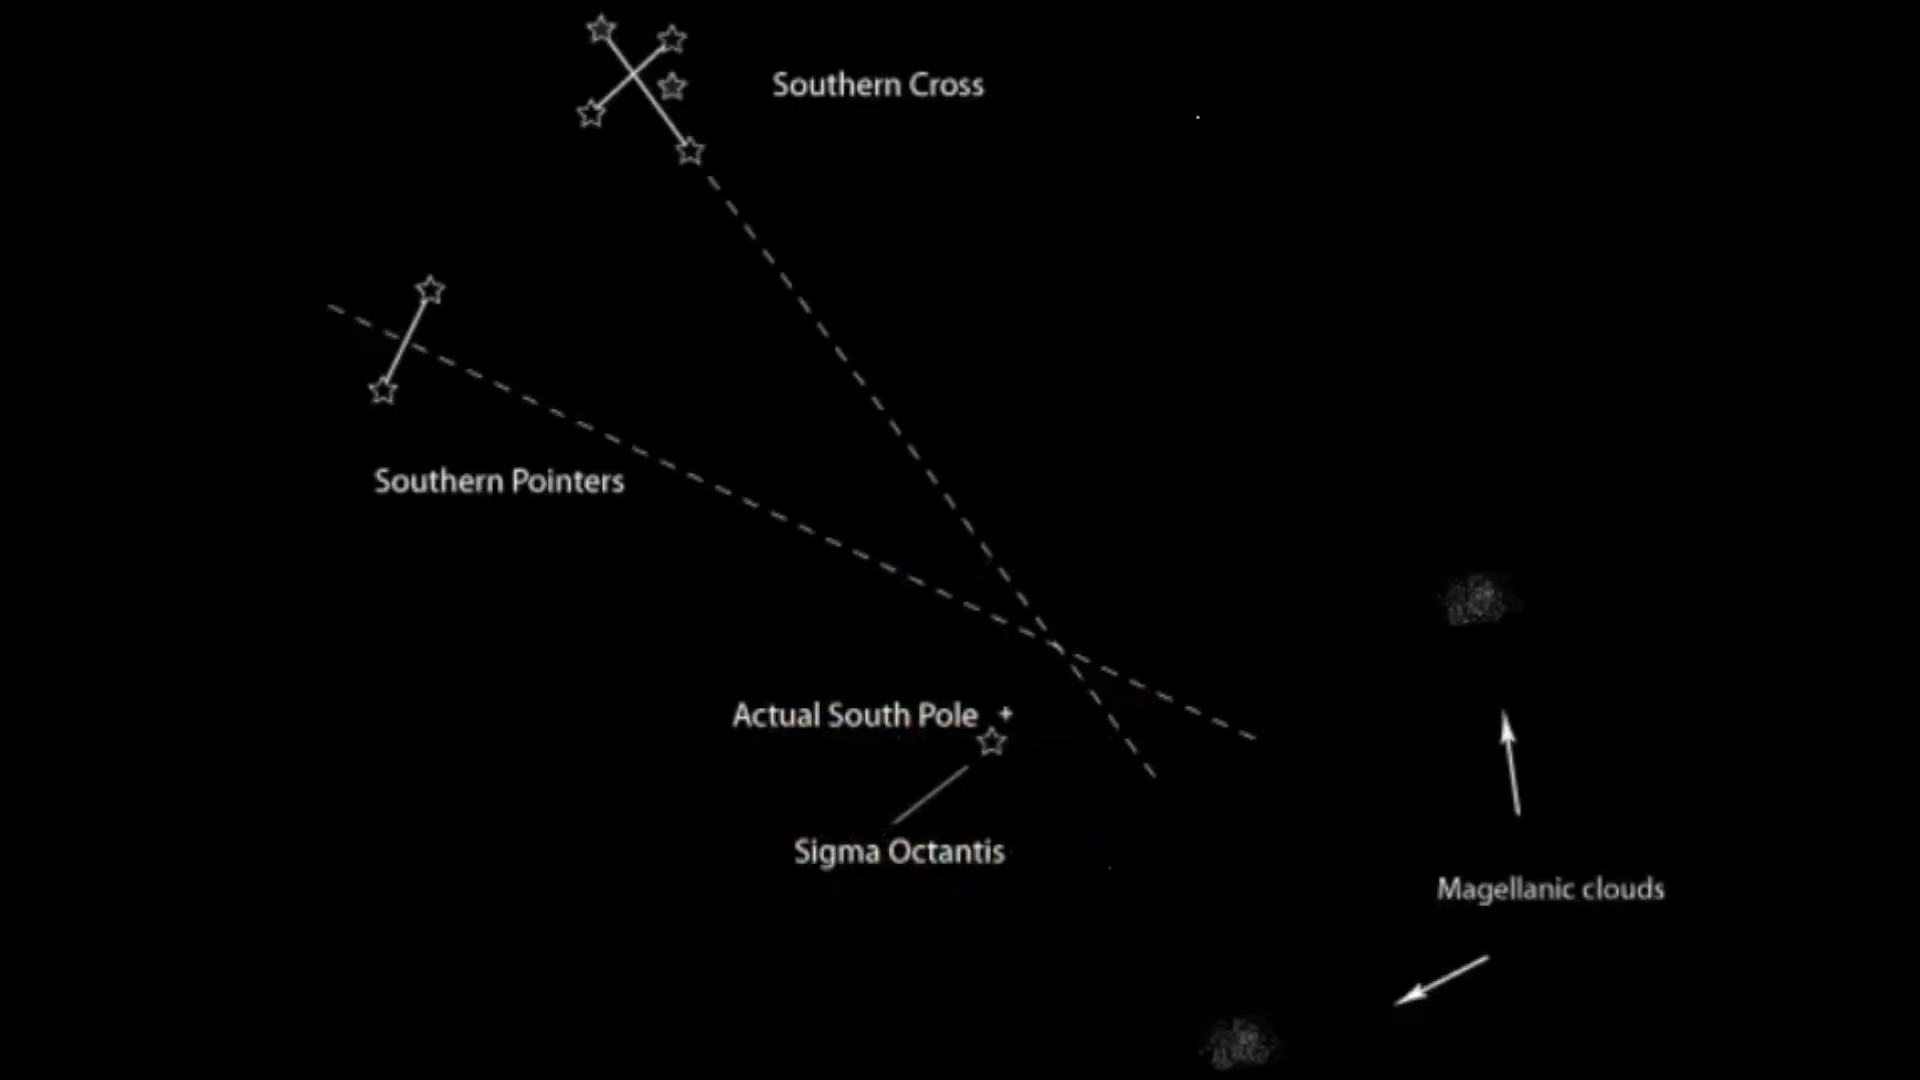 Southern Cross
Southern Pointers
Actual South Pole
Sigma Octantis
Magellanic clouds